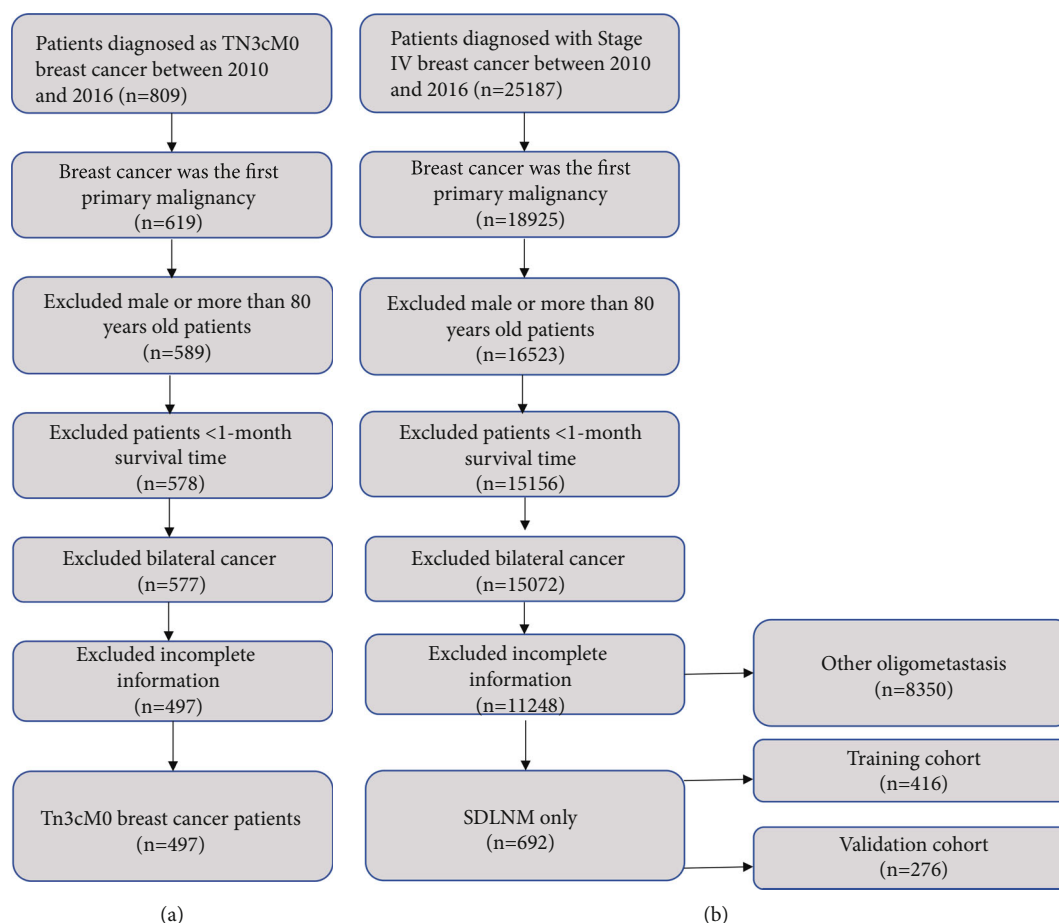 Patients diagnosed as TN3cM0
breast cancer between 2010
and 2016 (n=809)
Breast cancer was the first
primary malignancy
(n=619)
Excluded male or more than 80
years old patients
(n=589)
Excluded patients <1-month
survival time
(n=578)
Excluded bilateral cancer
(n=577)
Excluded incomplete
information
(n=497)
Tn3cM0 breast cancer patients
(n=497)
(a)
Patients diagnosed with Stage
IV breast cancer between 2010
and 2016 (n=25187)
Breast cancer was the first
primary malignancy
(n=18925)
Excluded male or more than 80
years old patients
(n=16523)
Excluded patients <1-month
survival time
(n=15156)
Excluded bilateral cancer
(n=15072)
Excluded incomplete
information
(n=11248)
Other oligometastasis
(n=8350)
SDLNM only
(n=692)
Training cohort
(n=416)
Validation cohort
(n=276)
(b)